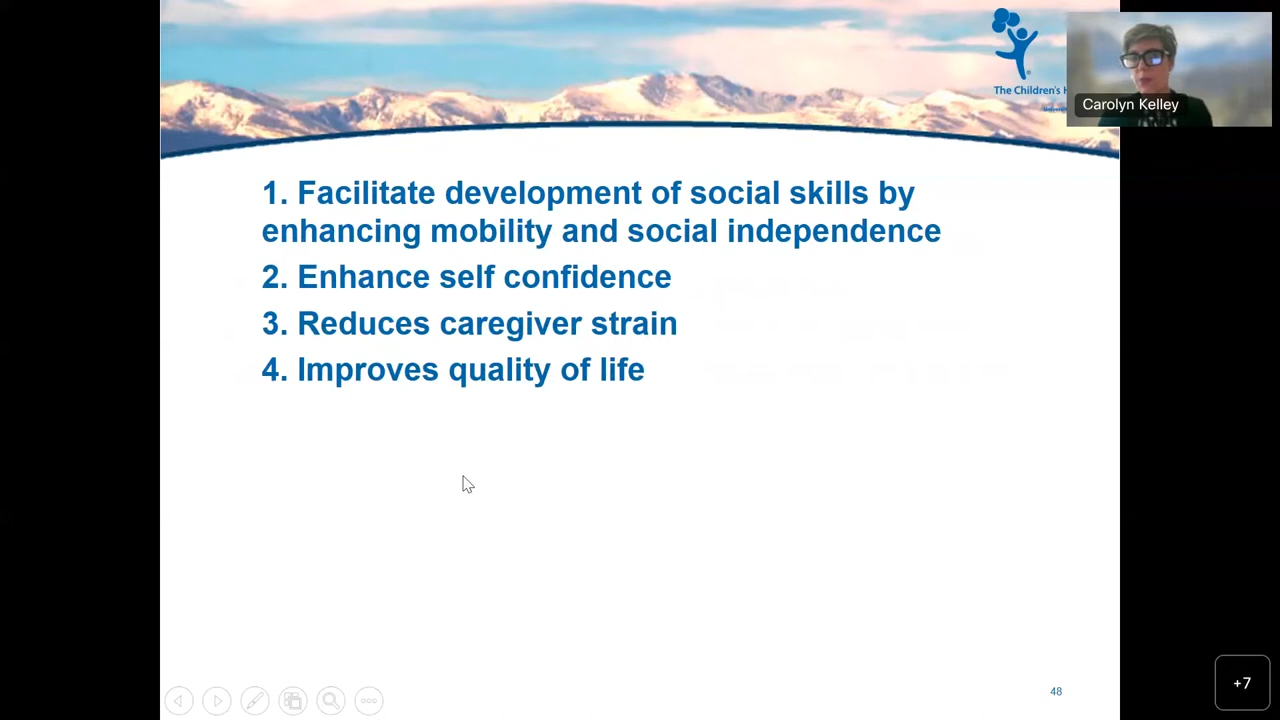 The Children's H
Carolyn Kelley
1. Facilitate development of social skills by
enhancing mobility and social independence
2. Enhance self confidence
3. Reduces caregiver strain
4. Improves quality of life
48
+7